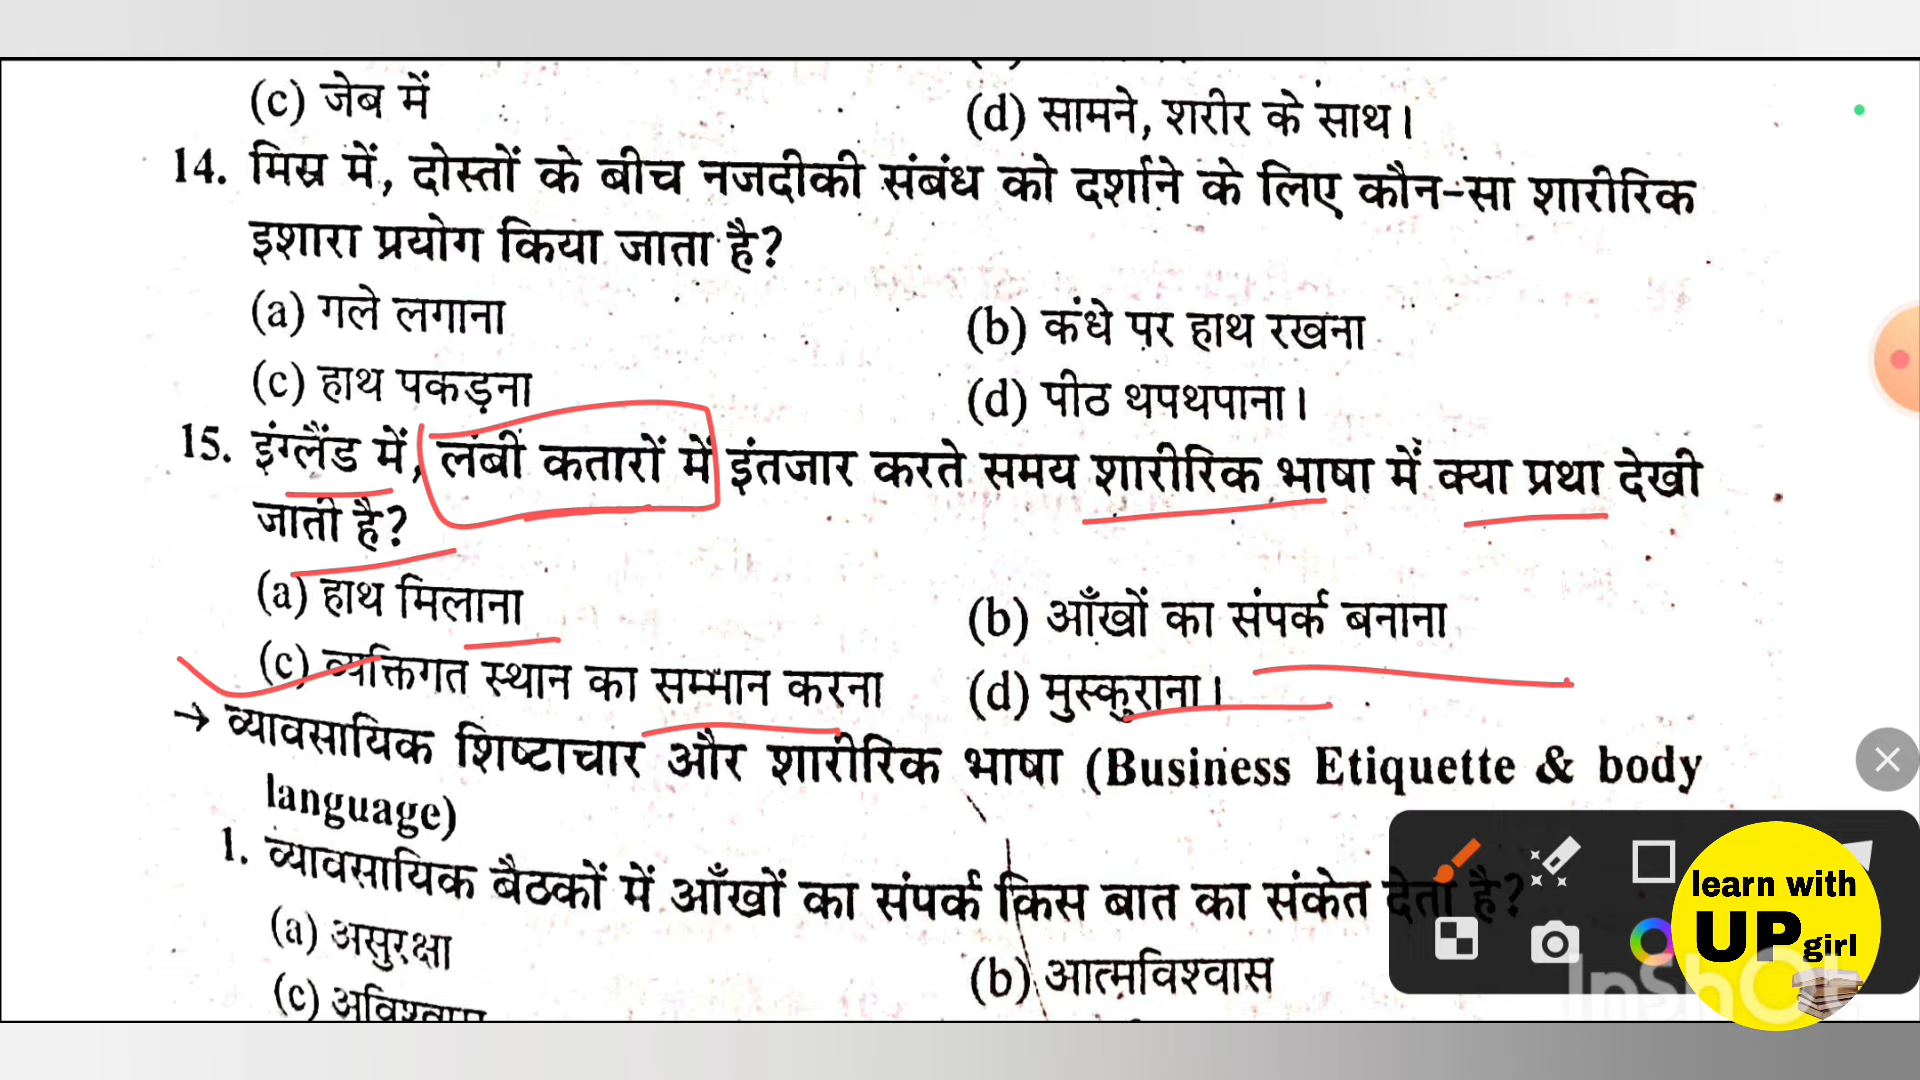 (c) जेब में
(d) सामने, शरीर के साथ।
14. मिस्र में, दोस्तों के बीच नजदीकी संबंध को दर्शाने के लिए कौन-सा शारीरिक
इशारा प्रयोग किया जाता है?
(a) गले लगाना
(b) कंधे पर हाथ रखना
(c) हाथ पकड़ना
(d) पीठ थपथपाना।
15. इंग्लैंड में, लंबी कतारों में इंतजार करते समय शारीरिक भाषा में क्या प्रथा देखी
जाती है?
(a) हाथ मिलाना
(b) आँखों का संपर्क बनाना
(c) व्यक्तिगत स्थान का सम्मान करना
(d) मुस्कुराना।
→ व्यावसायिक शिष्टाचार और शारीरिक भाषा (Business Etiquette & body
language)
1. व्यावसायिक बैठकों में आँखों का संपर्क किस बात का संकेत देता है?
(a) असुरक्षा
(b) आत्मविश्वास
(c) अविश्वास
learn with
UP girl
InShOt